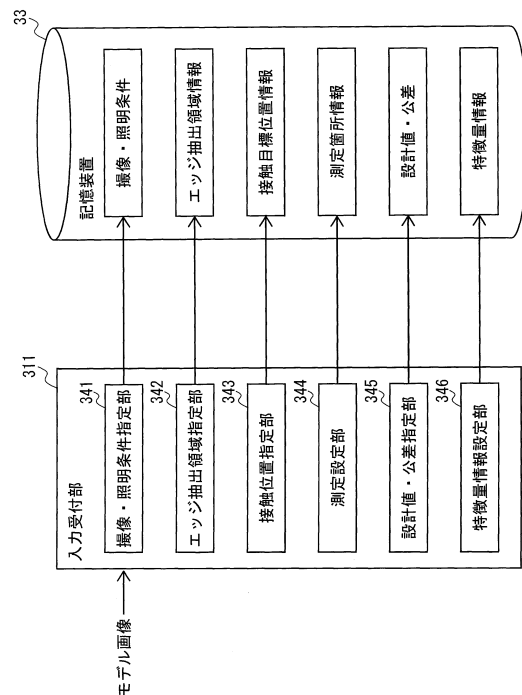 モデル画像
311
入力受付部
341
撮像・照明条件指定部
342
エッジ抽出領域指定部
343
接触位置指定部
344
測定設定部
345
設計値・公差指定部
346
特徴量情報設定部
33
記憶装置
撮像・照明条件
エッジ抽出領域情報
接触目標位置情報
測定箇所情報
設計値・公差
特徴量情報